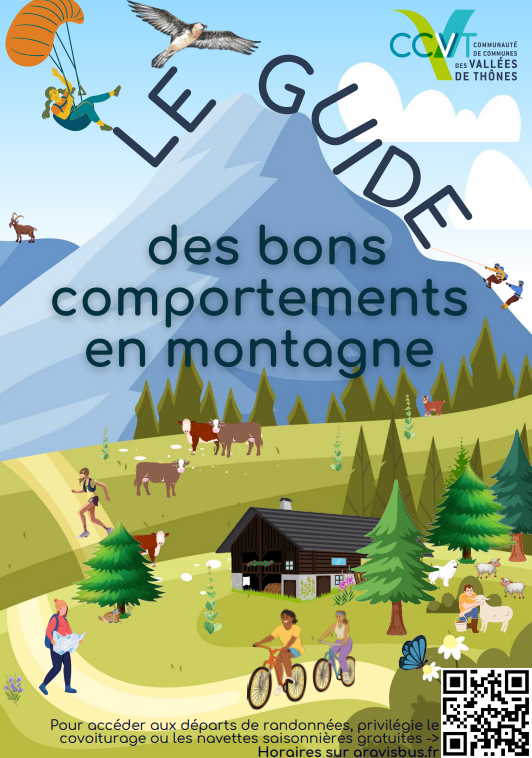 CCVT
COMMUNAUTÉ
DE COMMUNES
DES VALLÉES
DE THÔNES
LE GUIDE
des bons
comportements
en montagne
Pour accéder aux départs de randonnées, privilégie le
covoiturage ou les navettes saisonnières gratuites ->
Horaires sur aravisbus.fr